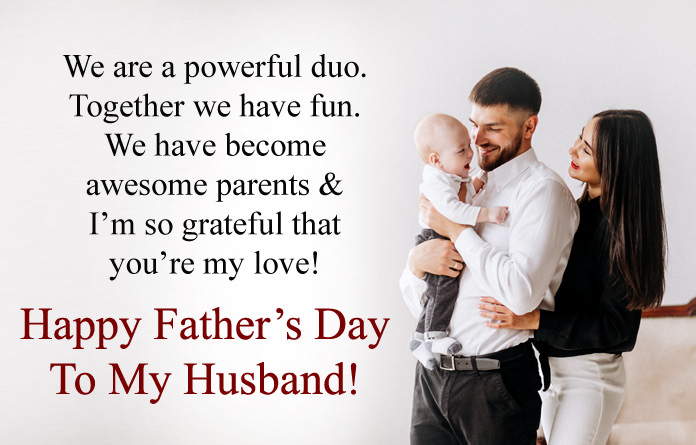 We are a powerful duo.
Together we have fun.
We have become
awesome parents &
I’m so grateful that
you’re my love!
Happy Father’s Day
To My Husband!